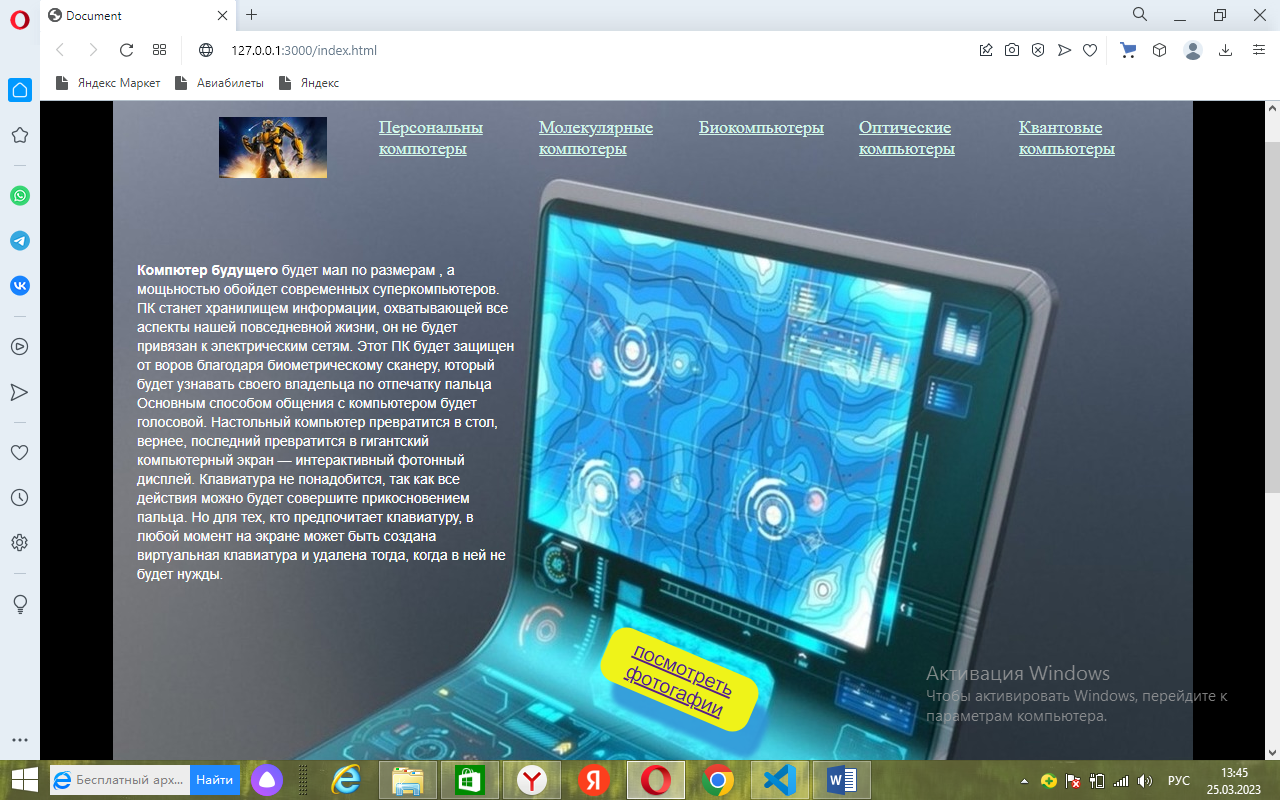 Document
127.0.0.1:3000/index.html
Яндекс Маркет
Авиабилеты
Яндекс
Персональны
компютеры
Молекулярные
компютеры
Биокомпьютеры
Оптические
компьютеры
Квантовые
компьютеры
Компютер будущего будет мал по размерам , а
мощьностью обойдет современных суперкомпьютеров.
ПК станет хранилищем информации, охватывающей все
аспекты нашей повседневной жизни, он не будет
привязан к электрическим сетям. Этот ПК будет защищен
от воров благодаря биометрическому сканеру, юторый
будет узнавать своего владельца по отпечатку пальца
Основным способом общения с компьютером будет
голосовой. Настольный компьютер превратится в стол,
вернее, последний превратится в гигантский
компьютерный экран — интерактивный фотонный
дисплей. Клавиатура не понадобится, так как все
действия можно будет совершите прикосновением
пальца. Но для тех, кто предпочитает клавиатуру, в
любой момент на экране может быть создана
виртуальная клавиатура и удалена тогда, когда в ней не
будет нужды.
посмотреть
фотогафии
Активация Windows
Чтобы активировать Windows, перейдите к
параметрам компьютера.
Бесплатный арх...
Найти
РУС
13:45
25.03.2023